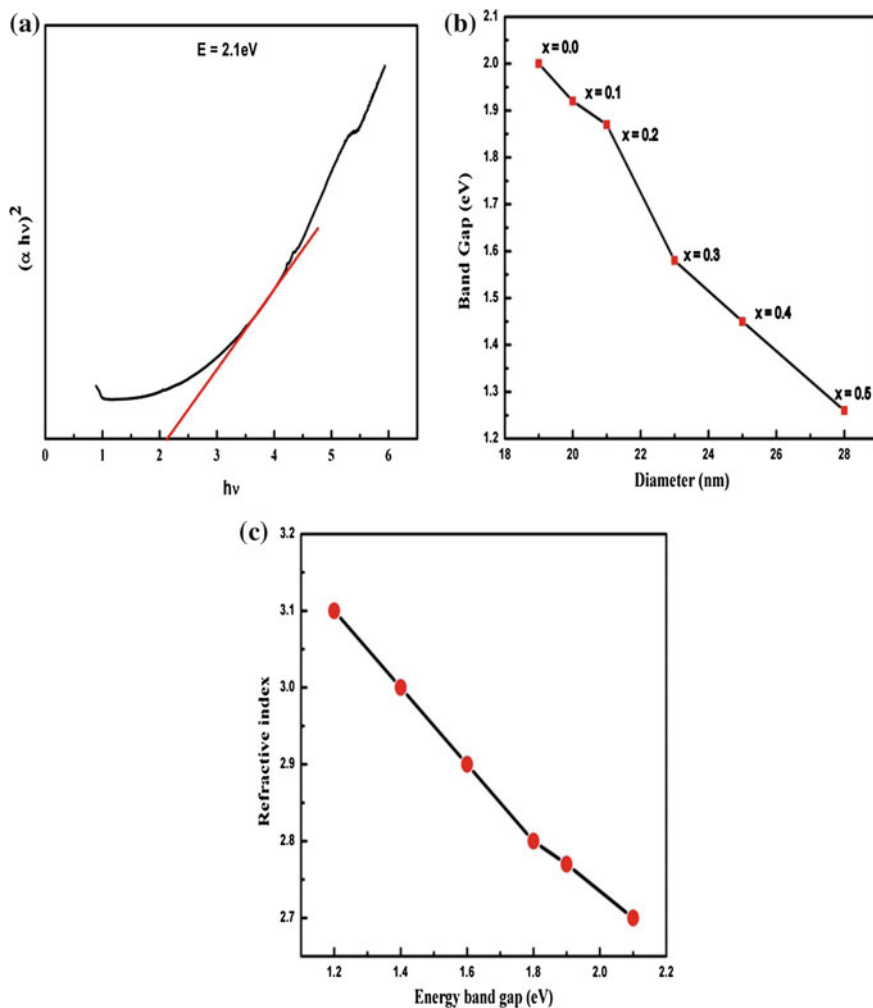 (a)
E = 2.1eV
(α hν)²
0 1 2 3 4 5 6
hν
(b)
2.1
2.0
1.9
1.8
1.7
1.6
1.5
1.4
1.3
1.2
x = 0.0
x = 0.1
x = 0.2
x = 0.3
x = 0.4
x = 0.5
Band Gap (eV)
18 20 22 24 26 28
Diameter (nm)
(c)
3.2
3.1
3.0
2.9
2.8
2.7
Refractive index
1.2 1.4 1.6 1.8 2.0 2.2
Energy band gap (eV)